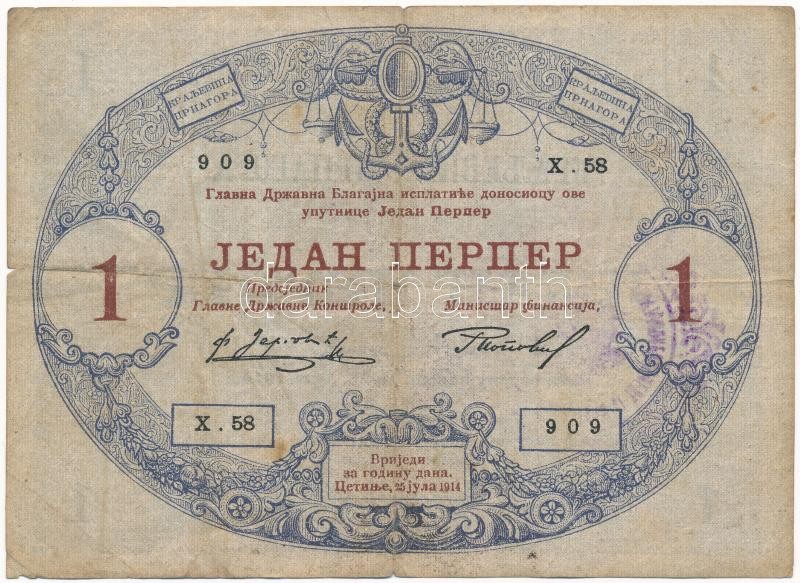 КРАЉЕВИНА
ЦРНАГОРА
КРАЉЕВИНА
ЦРНАГОРА
909
X.58
Главна Државна Благајна исплатиће доносиоцу ове
упутнице Један Перпер
ЈЕДАН ПЕРПЕР
1
1
Предсједник
Главне Државне Контроле,
Министар финансија,
darabanth
X.58
909
Вриједи
за годину дана.
Цетиње, 25 јула 1914